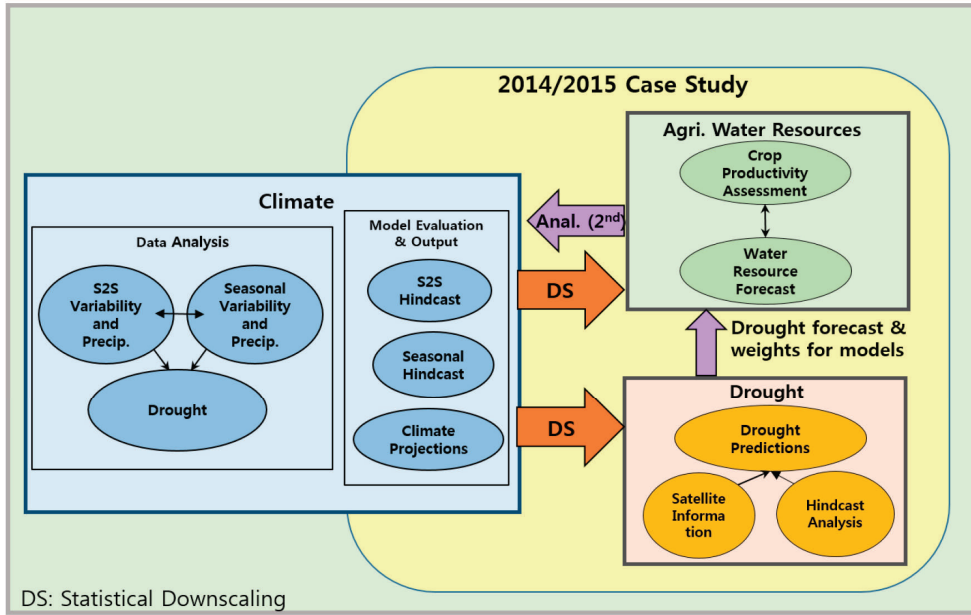 2014/2015 Case Study
Agri. Water Resources
Crop
Productivity
Assessment
Water
Resource
Forecast
Climate
Data Analysis
S2S
Variability
and
Precip.
Seasonal
Variability
and
Precip.
Drought
Model Evaluation
& Output
S2S
Hindcast
Seasonal
Hindcast
Climate
Projections
Anal. (2nd)
DS
DS
Drought forecast &
weights for models
Drought
Drought
Predictions
Satellite
Informa
tion
Hindcast
Analysis
DS: Statistical Downscaling